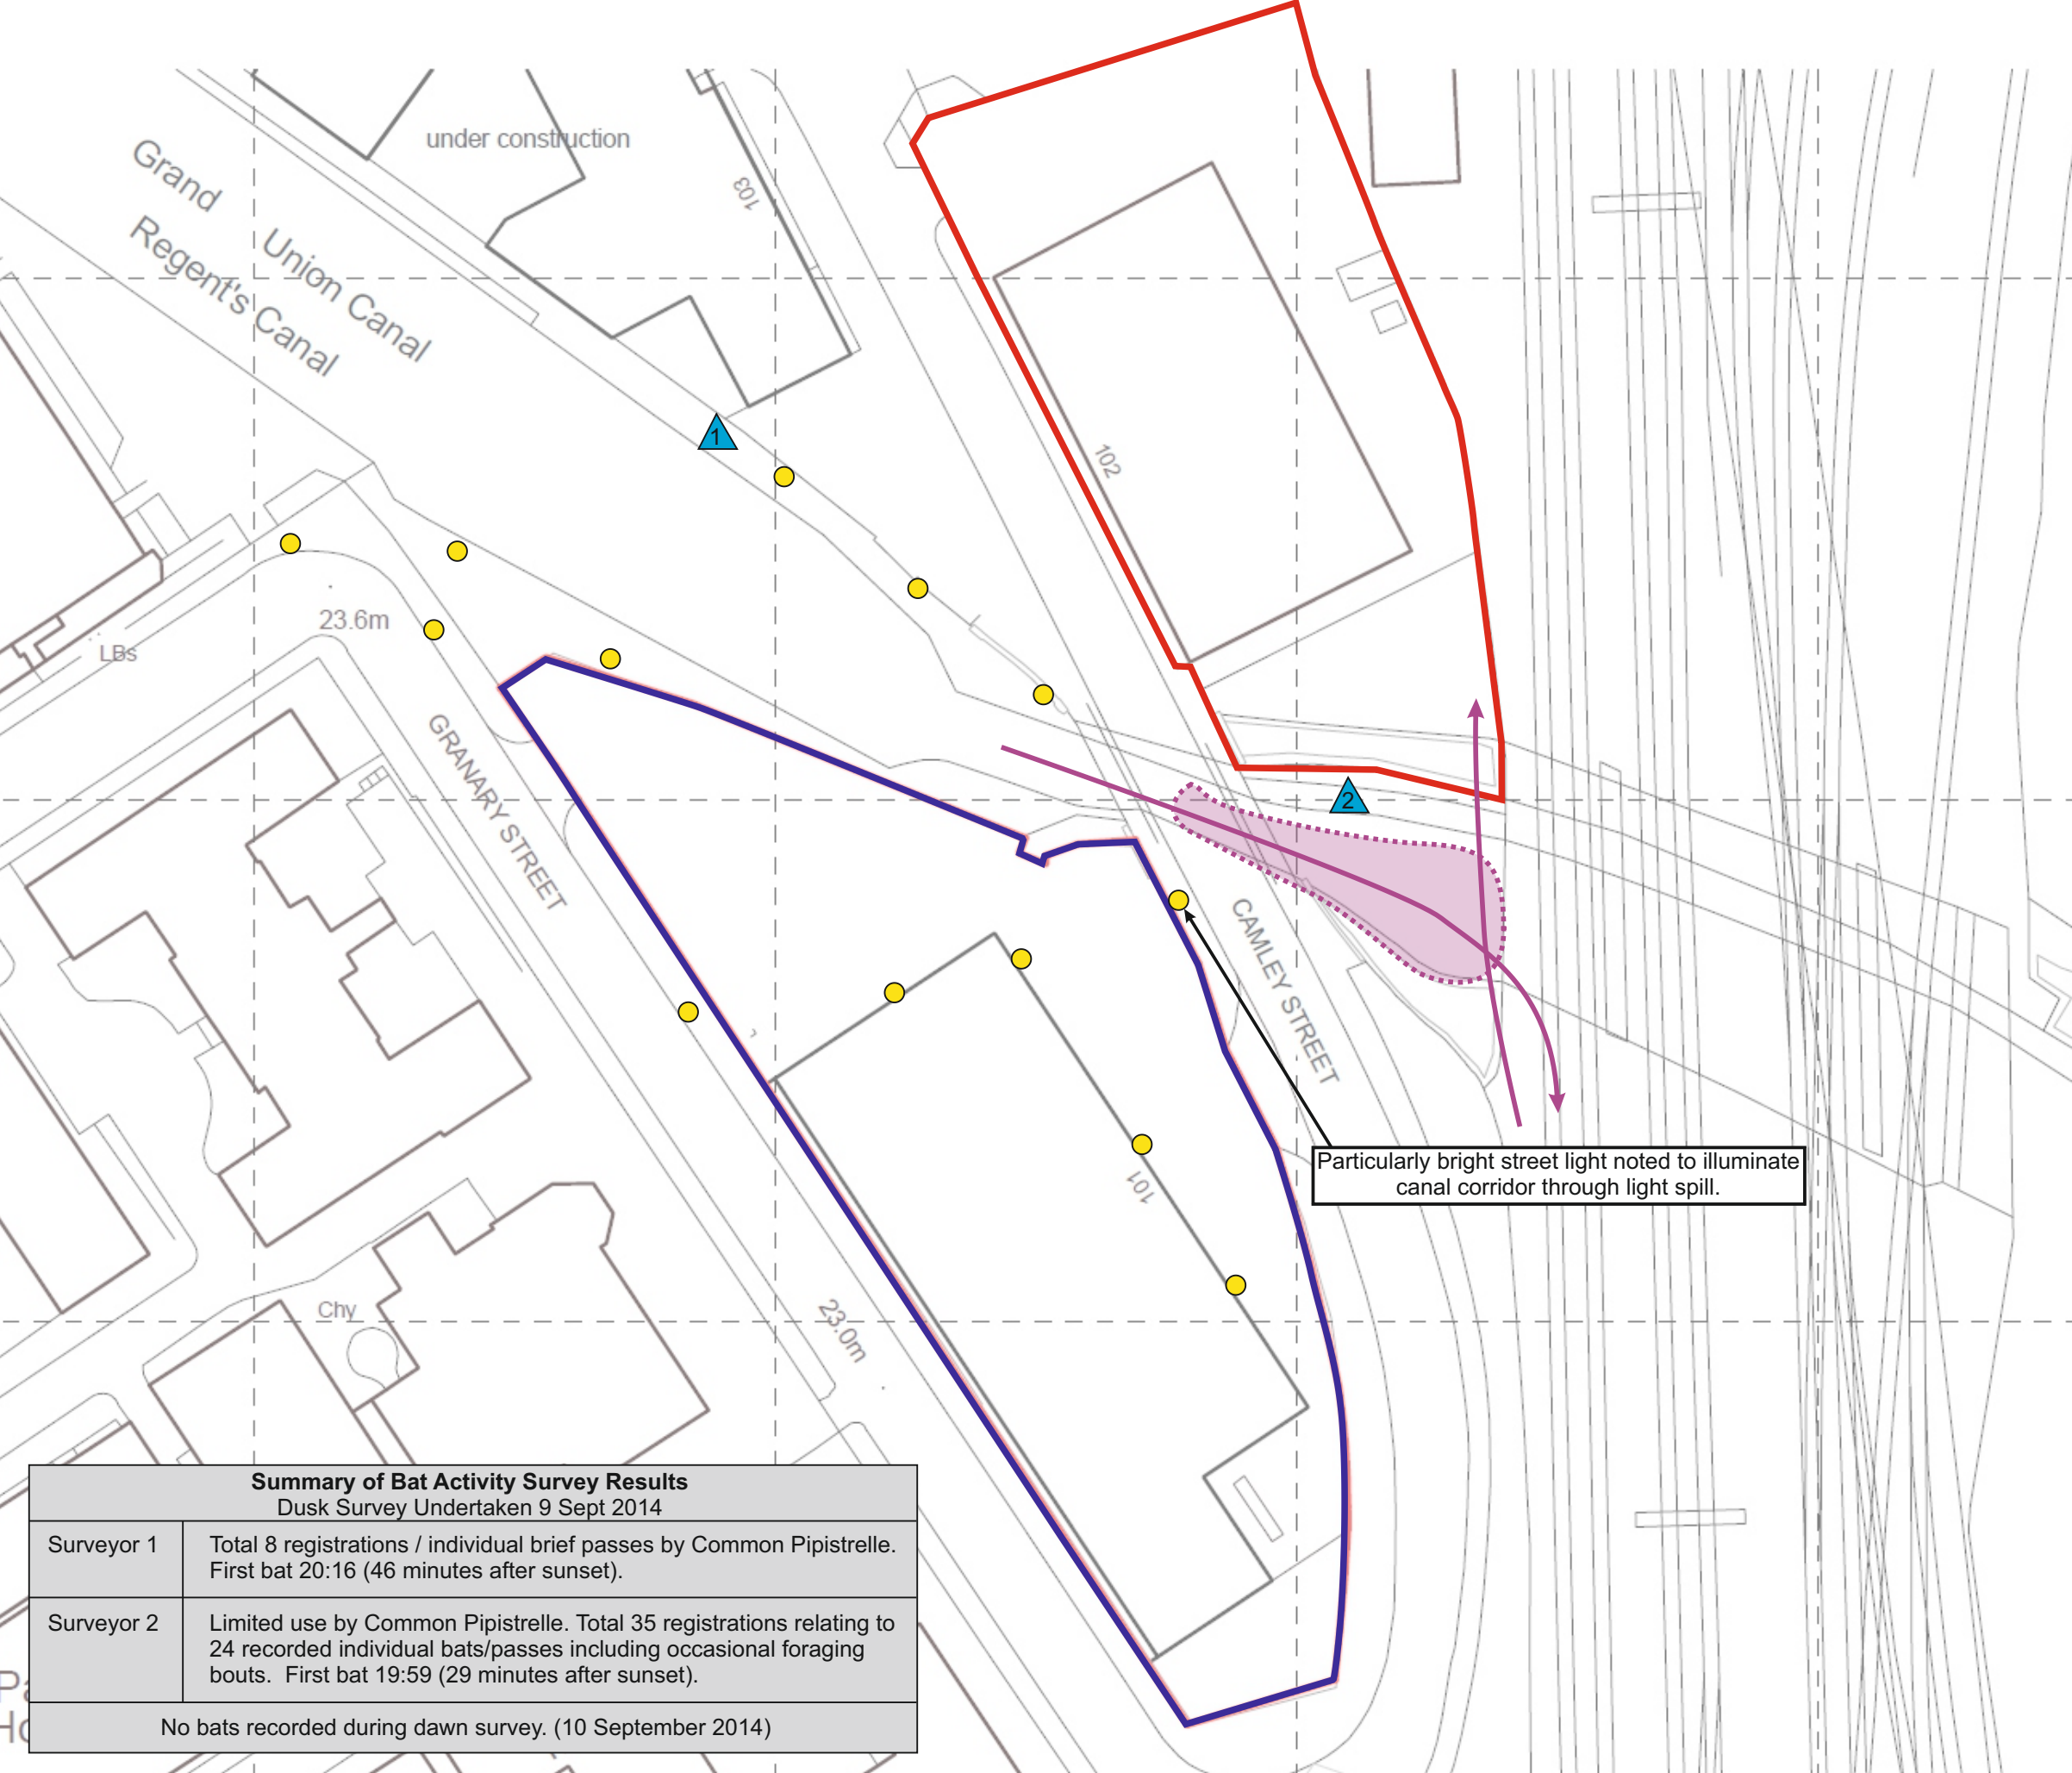 under construction
Grand Union Canal
Regent's Canal
103
102
1
2
23.6m
LBs
GRANARY STREET
CAMLEY STREET
101
Particularly bright street light noted to illuminate
canal corridor through light spill.
Chy
23.0m
Summary of Bat Activity Survey Results
Dusk Survey Undertaken 9 Sept 2014
Surveyor 1
Total 8 registrations / individual brief passes by Common Pipistrelle.
First bat 20:16 (46 minutes after sunset).
Surveyor 2
Limited use by Common Pipistrelle. Total 35 registrations relating to
24 recorded individual bats/passes including occasional foraging
bouts.  First bat 19:59 (29 minutes after sunset).
No bats recorded during dawn survey. (10 September 2014)